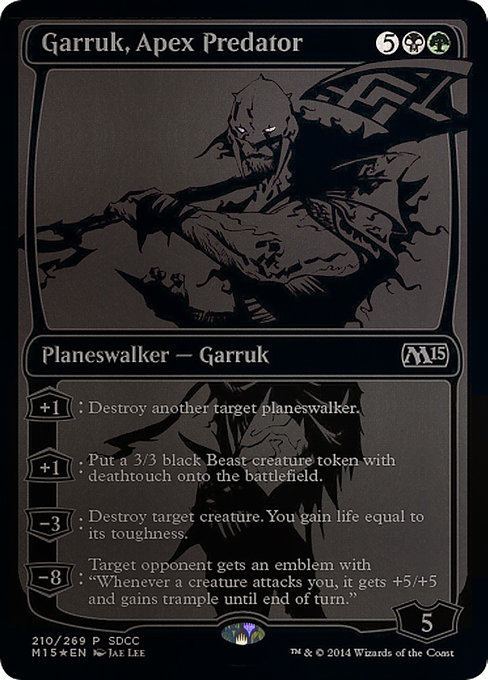 Garruk, Apex Predator 5
Planeswalker — Garruk M15
+1 : Destroy another target planeswalker.
+1 : Put a 3/3 black Beast creature token with
deathtouch onto the battlefield.
−3 : Destroy target creature. You gain life equal to
its toughness.
−8 : Target opponent gets an emblem with
“Whenever a creature attacks you, it gets +5/+5
and gains trample until end of turn.”
5
210/269 P SDCC
M15★EN Jae Lee ™ & © 2014 Wizards of the Coast